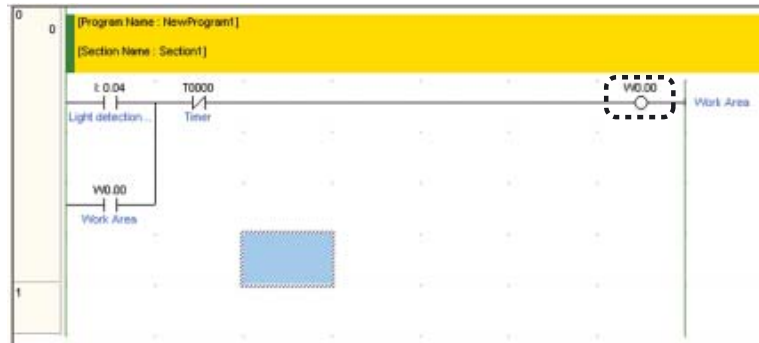 0
0
[Program Name : NewProgram1]
[Section Name : Section1]
I: 0.04
T0000
W0.00
Light detection ...
Timer
Work Area
W0.00
Work Area
1